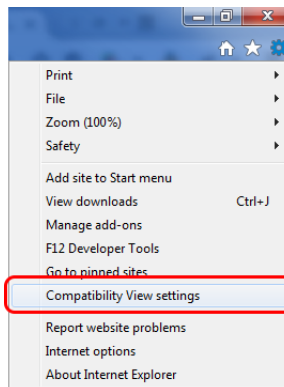 Print
File
Zoom (100%)
Safety
Add site to Start menu
View downloads Ctrl+J
Manage add-ons
F12 Developer Tools
Go to pinned sites
Compatibility View settings
Report website problems
Internet options
About Internet Explorer